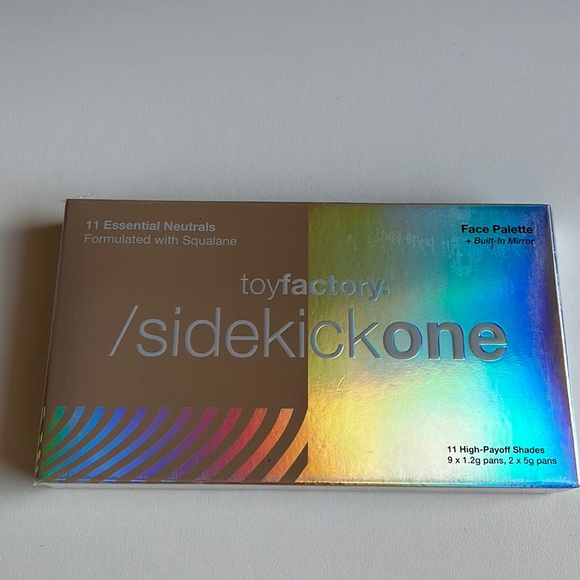 11 Essential Neutrals
Formulated with Squalane
Face Palette
+ Built-In Mirror
toyfactory.
/sidekickone
11 High-Payoff Shades
9 x 1.2g pans, 2 x 5g pans